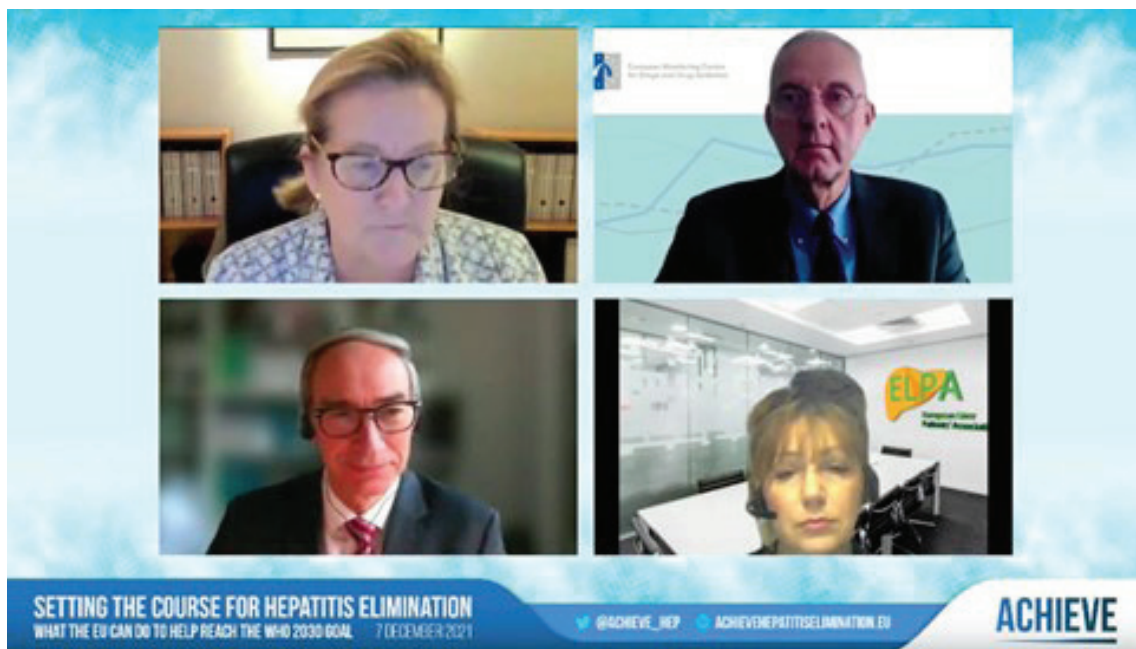 European Monitoring Centre
for Drugs and Drug Addiction
ELPA
European Liver
Patients' Association
SETTING THE COURSE FOR HEPATITIS ELIMINATION
WHAT THE EU CAN DO TO HELP REACH THE WHO 2030 GOAL 7 DECEMBER 2021
@ACHIEVE_HEP ACHIEVEHEPATITISELIMINATION.EU
ACHIEVE